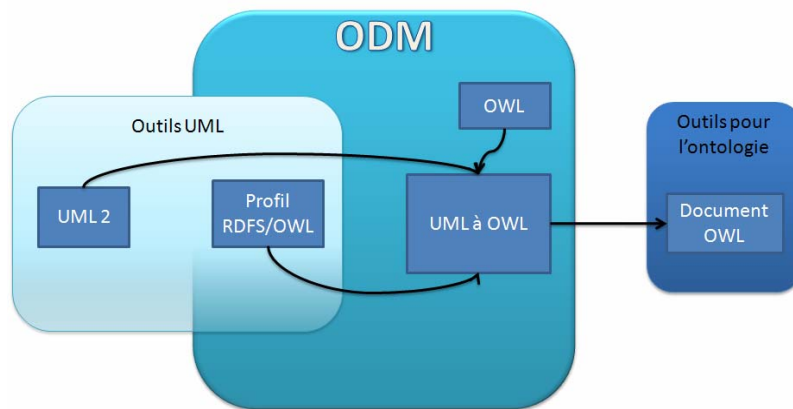 ODM
Outils UML
OWL
Outils pour
l'ontologie
UML 2
Profil
RDFS/OWL
UML à OWL
Document
OWL